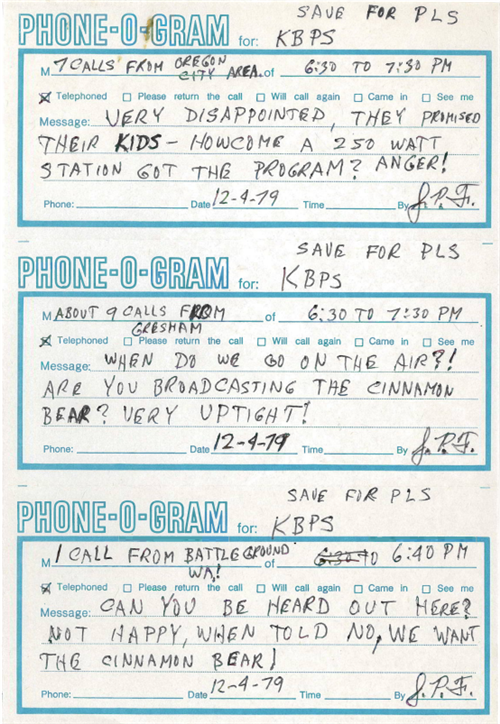 SAVE FOR PLS
PHONE-O-GRAM for: KBPS
M 7 CALLS FROM OREGON CITY AREA. of 6:30 TO 7:30 PM
Telephoned Please return the call Will call again Came in See me
Message: VERY DISAPPOINTED, THEY PROMISED
THEIR KIDS - HOWCOME A 250 WATT
STATION GOT THE PROGRAM? ANGER!
Phone: Date 12-4-79 Time By J.P.F.
SAVE FOR PLS
PHONE-O-GRAM for: KBPS
M ABOUT 9 CALLS FROM GRESHAM of 6:30 TO 7:30 PM
Telephoned Please return the call Will call again Came in See me
Message: WHEN DO WE GO ON THE AIR?!
ARE YOU BROADCASTING THE CINNAMON
BEAR? VERY UPTIGHT!
Phone: Date 12-4-79 Time By J.P.F.
SAVE FOR PLS
PHONE-O-GRAM for: KBPS
M 1 CALL FROM BATTLEGROUND WA! of 6:30 TO 6:40 PM
Telephoned Please return the call Will call again Came in See me
Message: CAN YOU BE HEARD OUT HERE?
NOT HAPPY, WHEN TOLD NO, WE WANT
THE CINNAMON BEAR!
Phone: Date 12-4-79 Time By J.P.F.